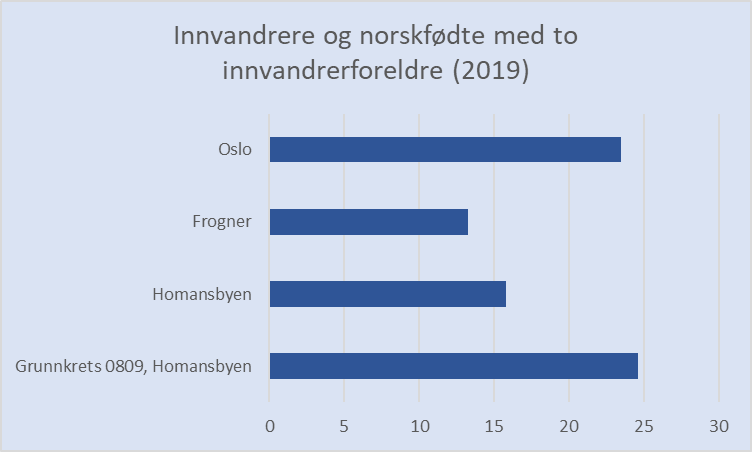 Innvandrere og norskfødte med to
innvandrerforeldre (2019)
Oslo
Frogner
Homansbyen
Grunnkrets 0809, Homansbyen
0 5 10 15 20 25 30